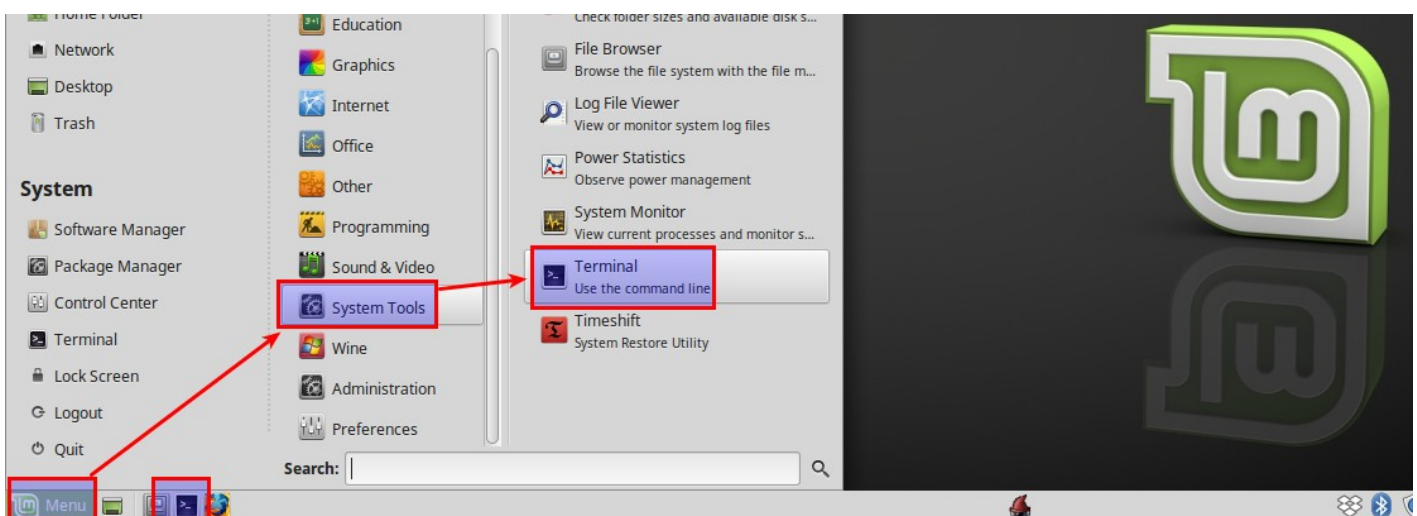 Home Folder
Network
Desktop
Trash
System
Software Manager
Package Manager
Control Center
Terminal
Lock Screen
Logout
Quit
Education
Graphics
Internet
Office
Other
Programming
Sound & Video
System Tools
Wine
Administration
Preferences
Check folder sizes and available disk s...
File Browser
Browse the file system with the file m...
Log File Viewer
View or monitor system log files
Power Statistics
Observe power management
System Monitor
View current processes and monitor s...
Terminal
Use the command line
Timeshift
System Restore Utility
Search:
Menu